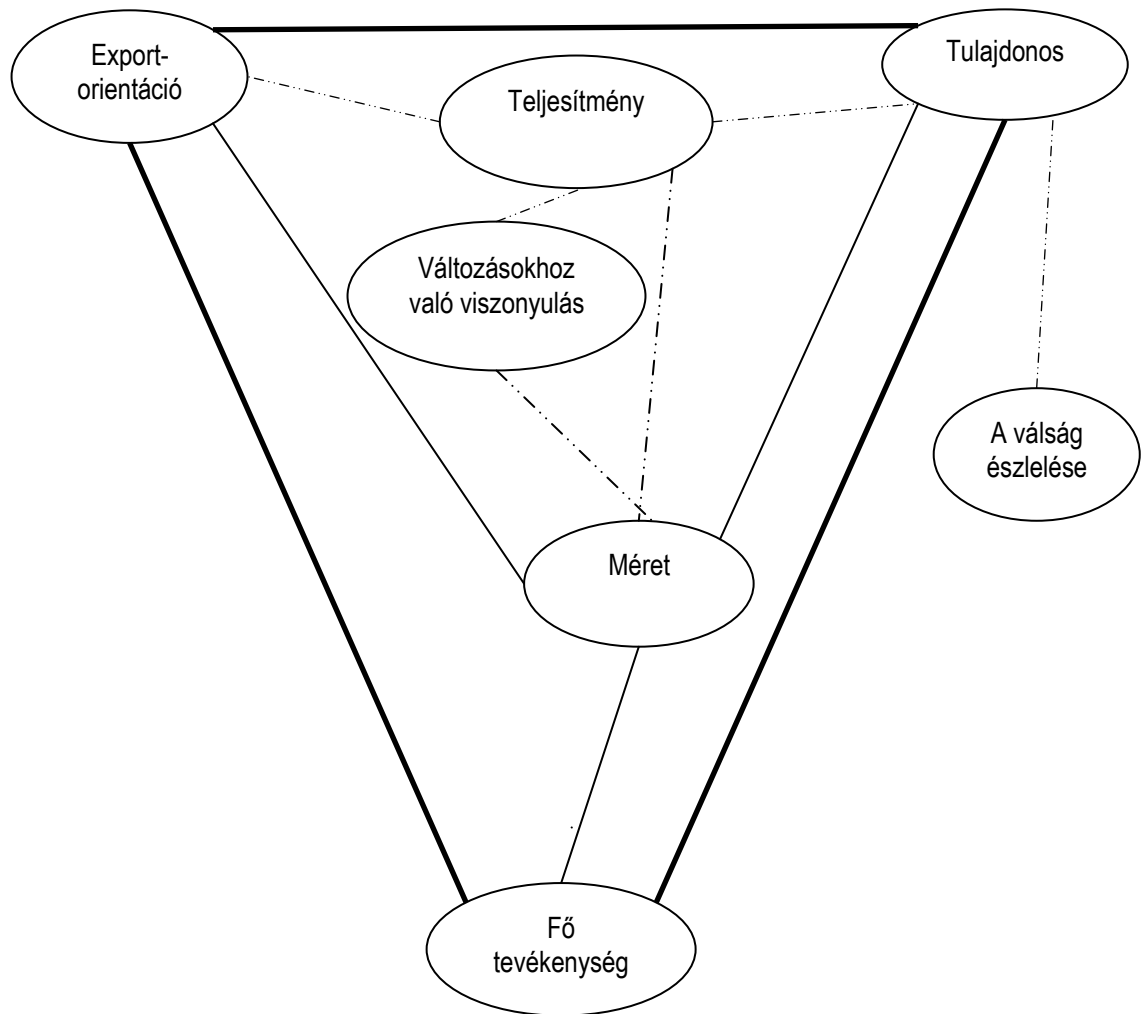 Export-
orientáció
Tulajdonos
Teljesítmény
Változásokhoz
való viszonyulás
A válság
észlelése
Méret
Fő
tevékenység